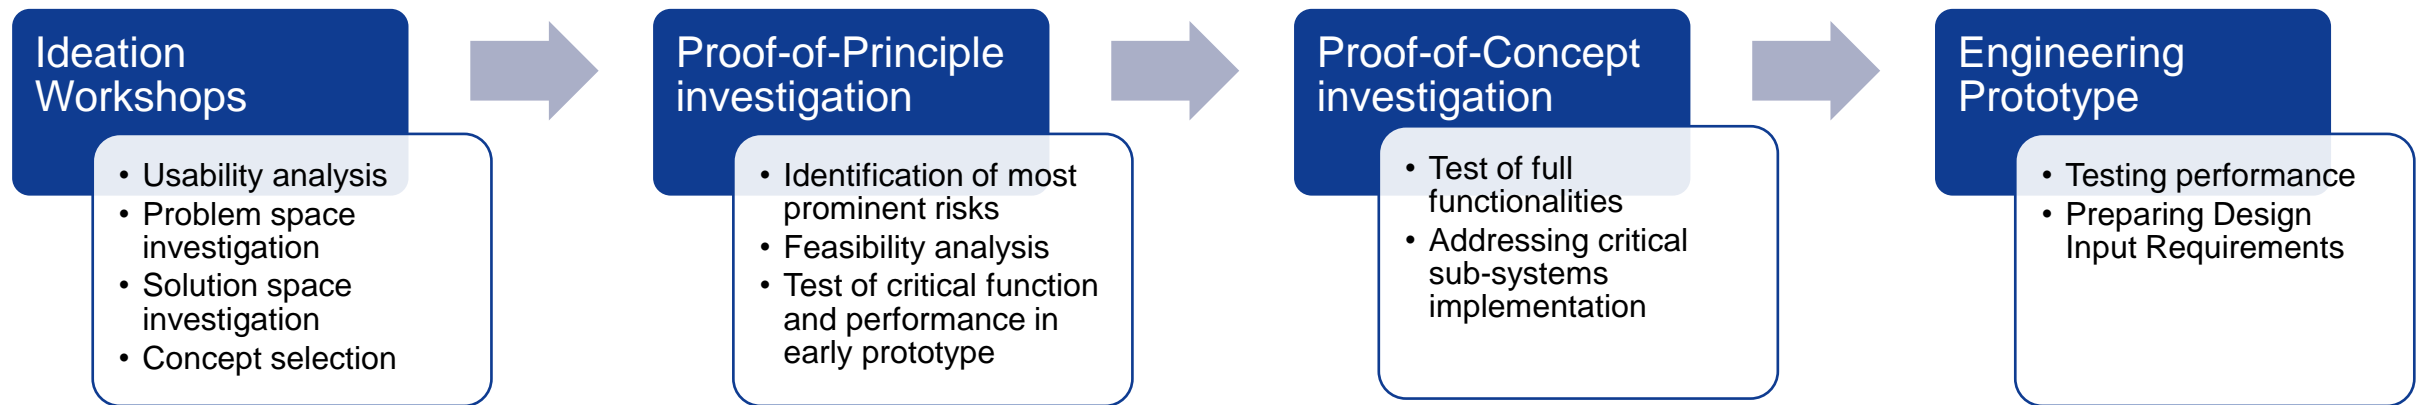 Ideation
Workshops
• Usability analysis
• Problem space
investigation
• Solution space
investigation
• Concept selection
Proof-of-Principle
investigation
• Identification of most
prominent risks
• Feasibility analysis
• Test of critical function
and performance in
early prototype
Proof-of-Concept
investigation
• Test of full
functionalities
• Addressing critical
sub-systems
implementation
Engineering
Prototype
• Testing performance
• Preparing Design
Input Requirements